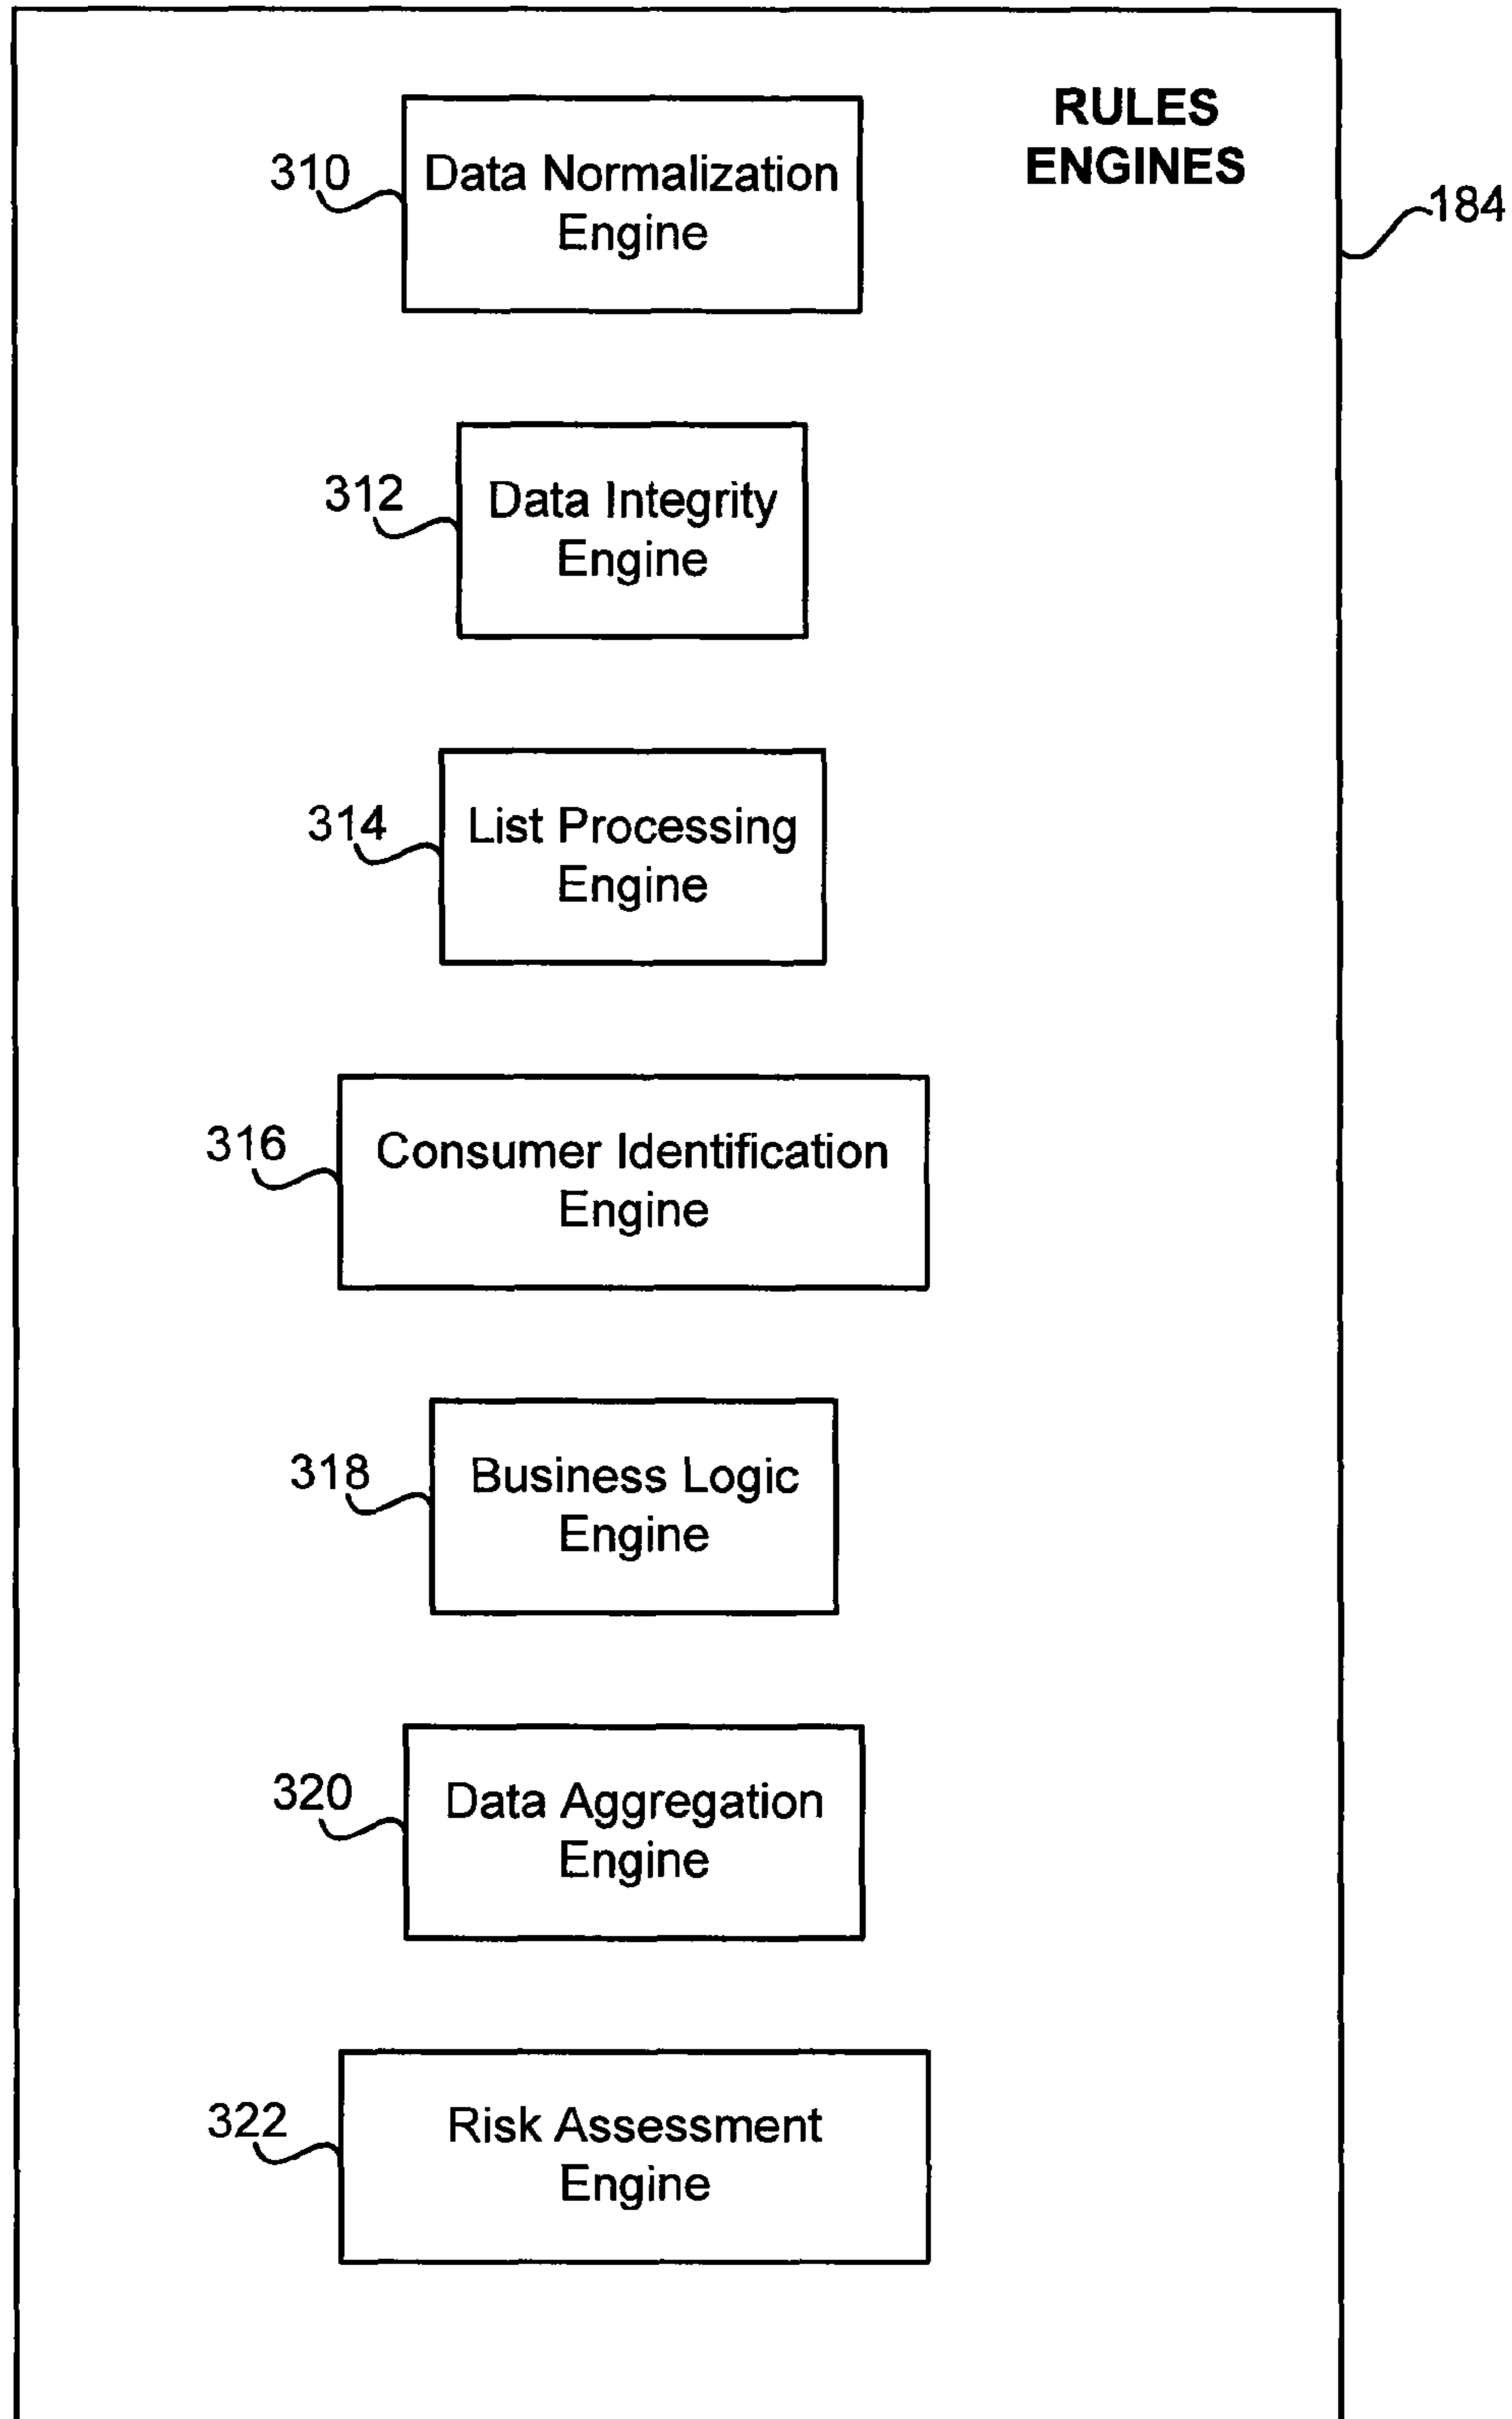 RULES
ENGINES
184
310
Data Normalization
Engine
312
Data Integrity
Engine
314
List Processing
Engine
316
Consumer Identification
Engine
318
Business Logic
Engine
320
Data Aggregation
Engine
322
Risk Assessment
Engine